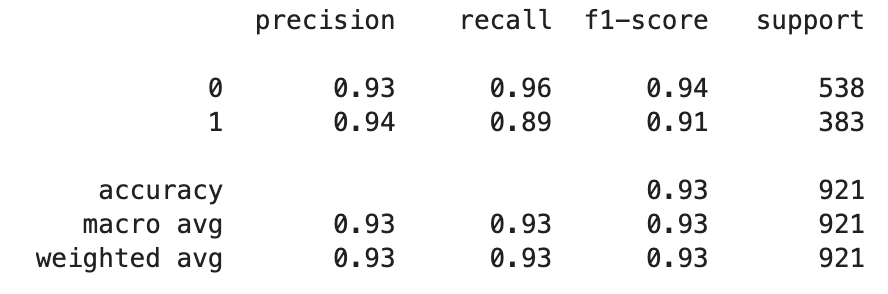 precision recall f1-score support
0 0.93 0.96 0.94 538
1 0.94 0.89 0.91 383
accuracy 0.93 921
macro avg 0.93 0.93 0.93 921
weighted avg 0.93 0.93 0.93 921